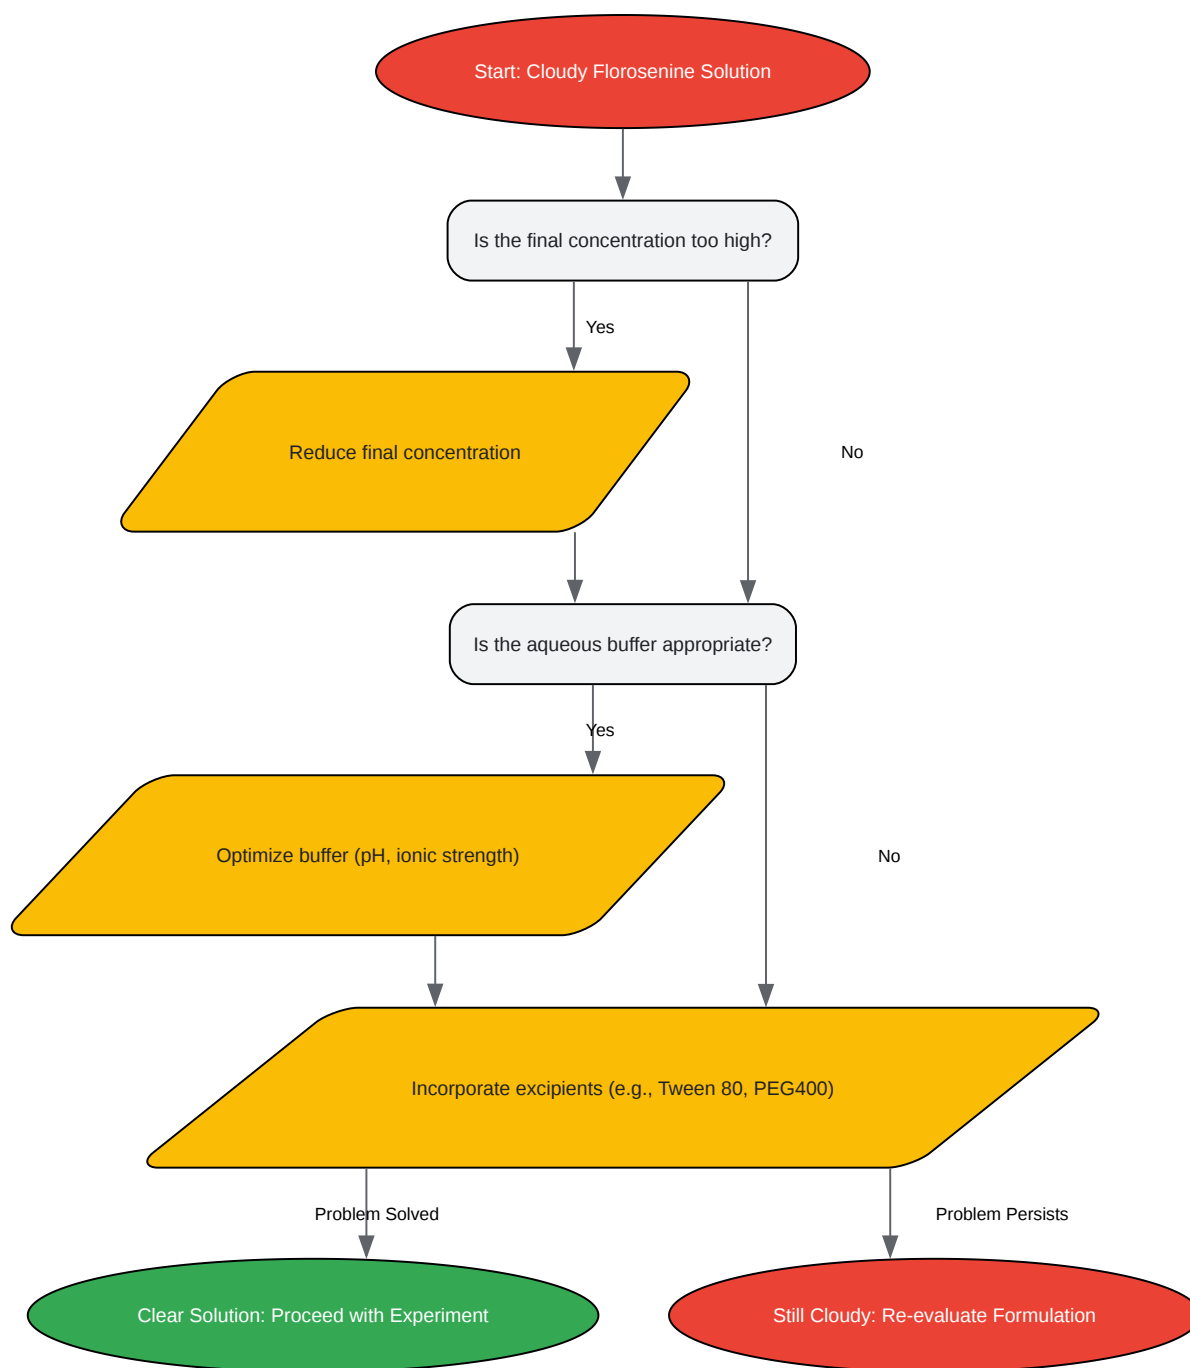 Start: Cloudy Florosenine Solution
Is the final concentration too high?
Yes
Reduce final concentration
No
Is the aqueous buffer appropriate?
Yes
Optimize buffer (pH, ionic strength)
No
Incorporate excipients (e.g., Tween 80, PEG400)
Problem Solved
Problem Persists
Clear Solution: Proceed with Experiment
Still Cloudy: Re-evaluate Formulation